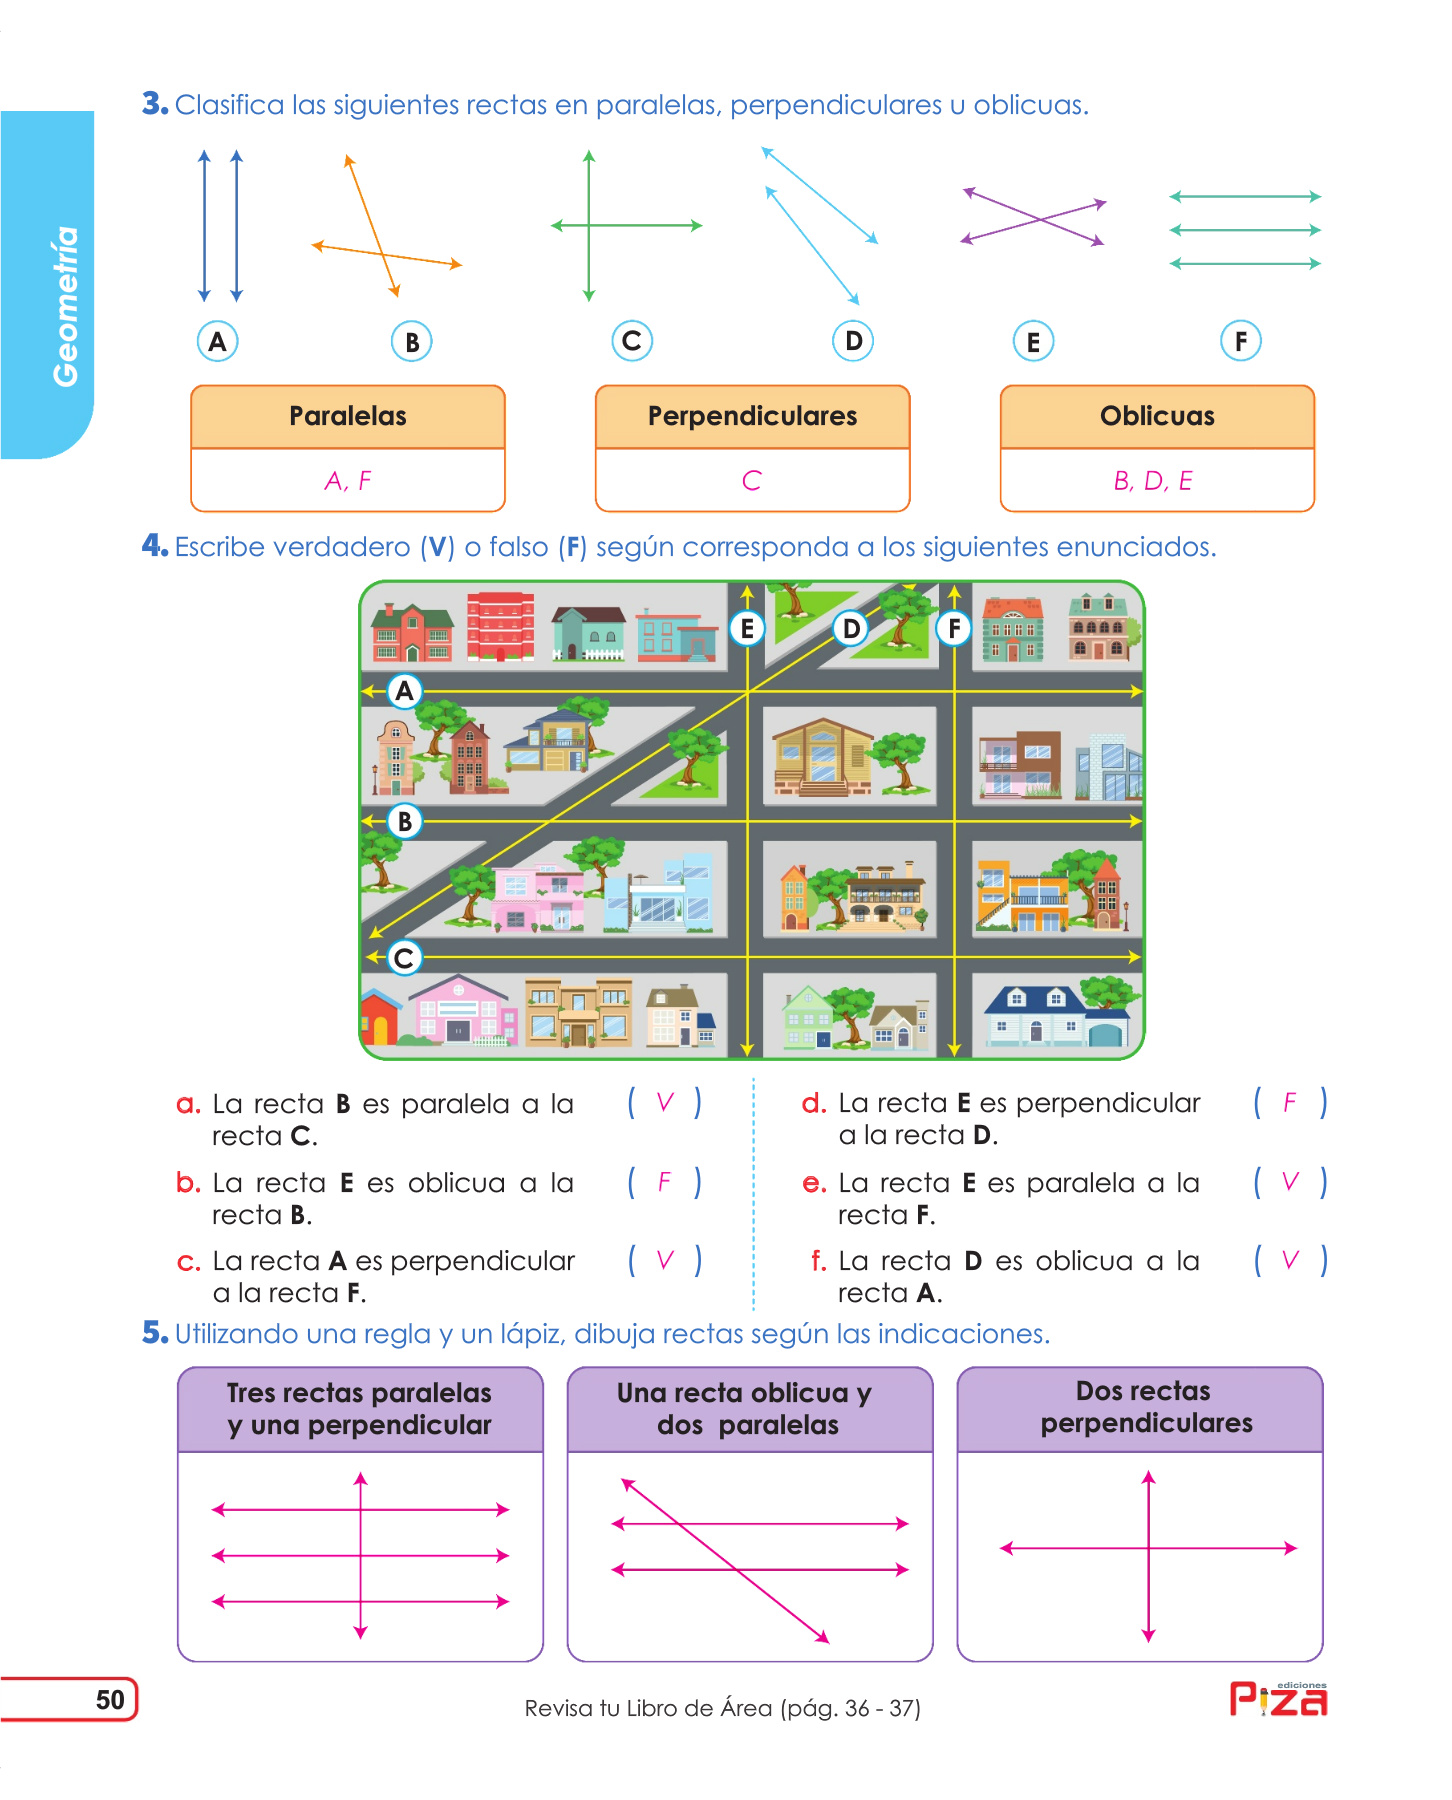 Geometría
3. Clasifica las siguientes rectas en paralelas, perpendiculares u oblicuas.
A B C D E F
Paralelas Perpendiculares Oblicuas
A, F C B, D, E
4. Escribe verdadero (V) o falso (F) según corresponda a los siguientes enunciados.
E D F
A
B
C
a. La recta B es paralela a la ( V )
recta C.
b. La recta E es oblicua a la ( F )
recta B.
c. La recta A es perpendicular ( V )
a la recta F.
d. La recta E es perpendicular ( F )
a la recta D.
e. La recta E es paralela a la ( V )
recta F.
f. La recta D es oblicua a la ( V )
recta A.
5. Utilizando una regla y un lápiz, dibuja rectas según las indicaciones.
Tres rectas paralelas
y una perpendicular
Una recta oblicua y
dos paralelas
Dos rectas
perpendiculares
50
Revisa tu Libro de Área (pág. 36 - 37)
ediciones
Piza